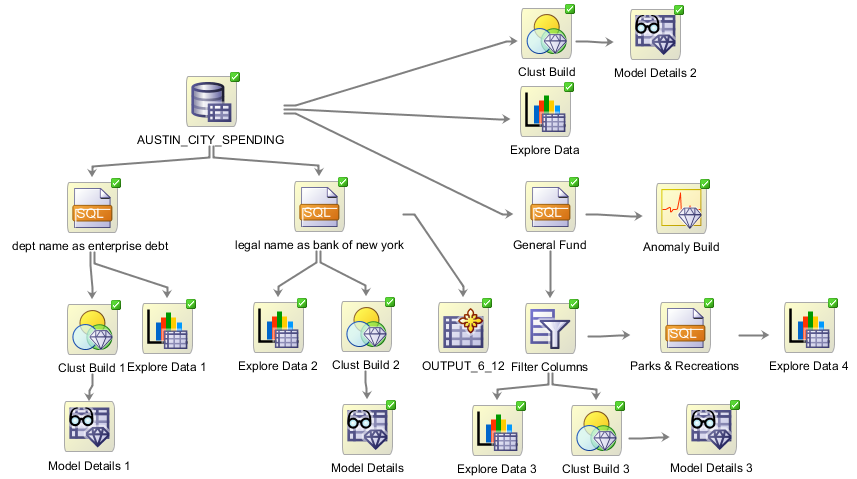 Clust Build
Model Details 2
AUSTIN_CITY_SPENDING
Explore Data
SQL
SQL
SQL
dept name as enterprise debt
legal name as bank of new york
General Fund
Anomaly Build
SQL
Clust Build 1
Explore Data 1
Explore Data 2
Clust Build 2
OUTPUT_6_12
Filter Columns
Parks & Recreations
Explore Data 4
Model Details 1
Model Details
Explore Data 3
Clust Build 3
Model Details 3